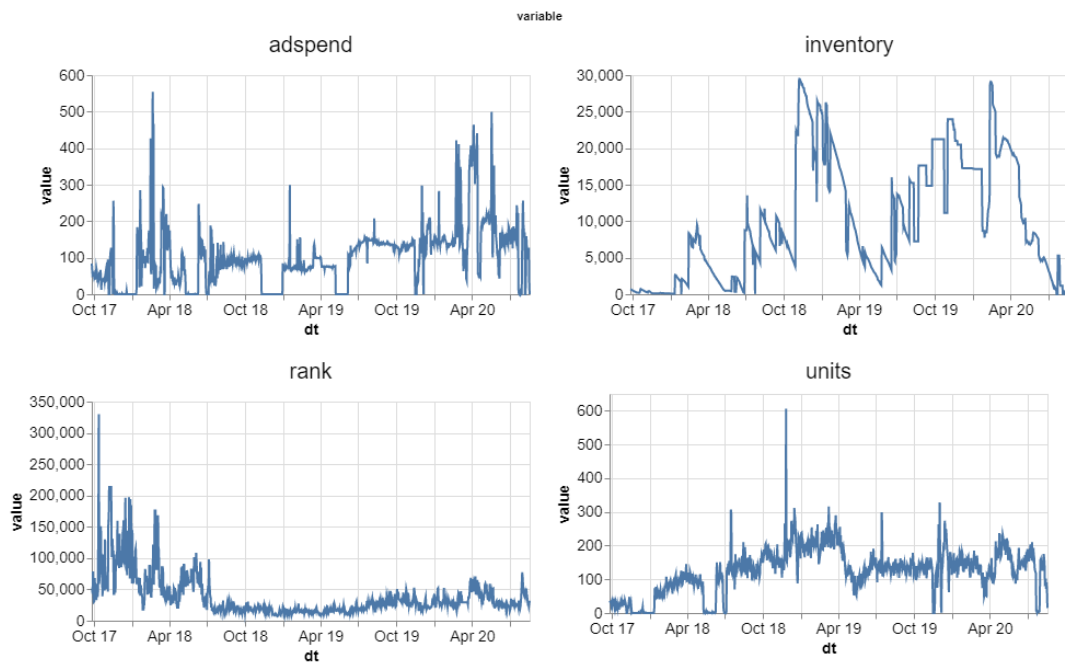 variable
adspend
inventory
600
500
400
300
200
100
0
value
Oct 17 Apr 18 Oct 18 Apr 19 Oct 19 Apr 20
dt
30,000
25,000
20,000
15,000
10,000
5,000
0
value
Oct 17 Apr 18 Oct 18 Apr 19 Oct 19 Apr 20
dt
rank
units
350,000
300,000
250,000
200,000
150,000
100,000
50,000
0
value
Oct 17 Apr 18 Oct 18 Apr 19 Oct 19 Apr 20
dt
600
500
400
300
200
100
0
value
Oct 17 Apr 18 Oct 18 Apr 19 Oct 19 Apr 20
dt